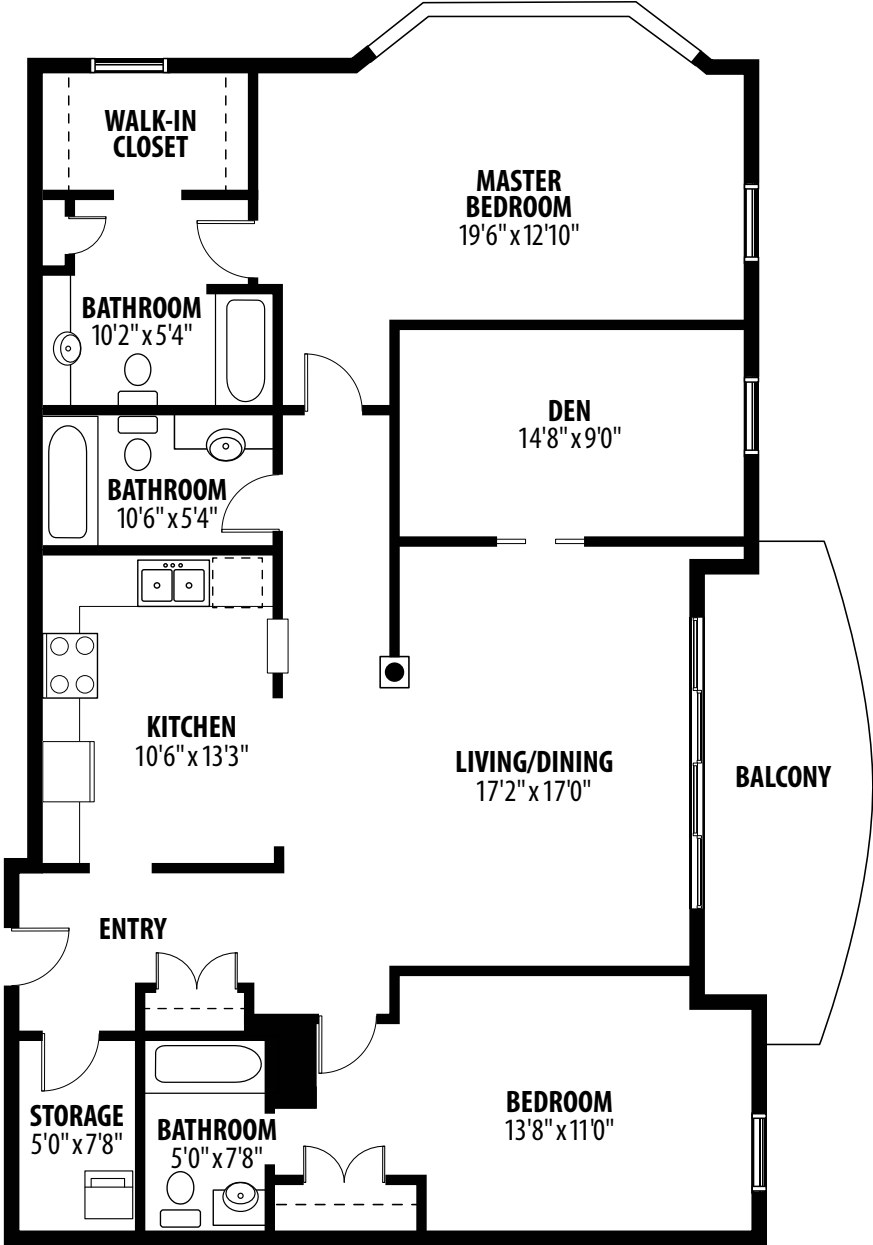 WALK-IN
CLOSET
MASTER
BEDROOM
19'6" x 12'10"
BATHROOM
10'2" x 5'4"
DEN
14'8" x 9'0"
BATHROOM
10'6" x 5'4"
KITCHEN
10'6" x 13'3"
LIVING/DINING
17'2" x 17'0"
BALCONY
ENTRY
STORAGE
5'0" x 7'8"
BATHROOM
5'0" x 7'8"
BEDROOM
13'8" x 11'0"